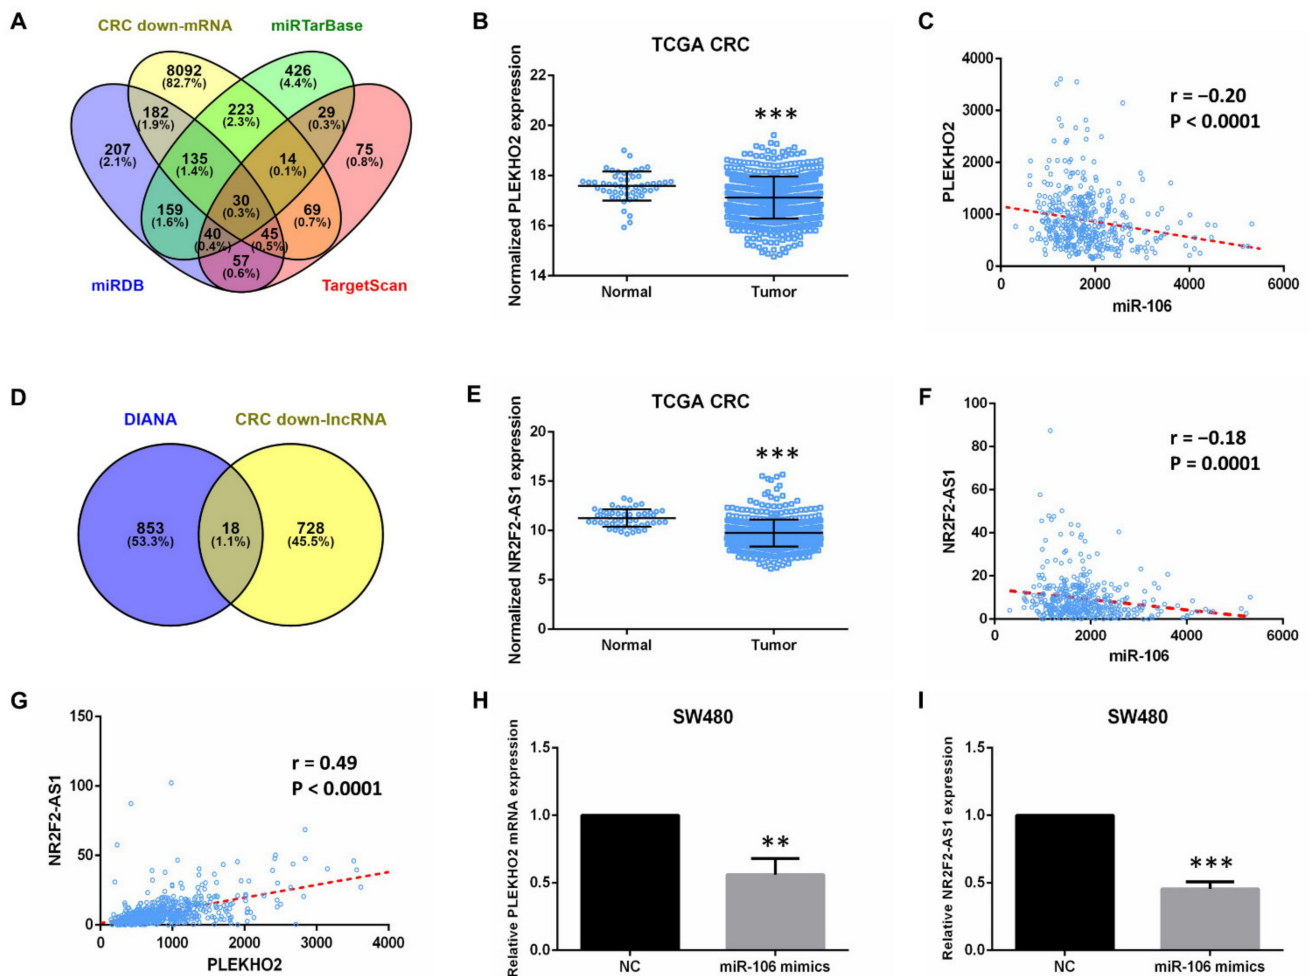 A
CRC down-mRNA
miRTarBase
8092
(82.7%)
426
(4.4%)
182
(1.9%)
223
(2.3%)
29
(0.3%)
207
(2.1%)
135
(1.4%)
14
(0.1%)
75
(0.8%)
30
(0.3%)
159
(1.6%)
69
(0.7%)
40
(0.4%)
45
(0.5%)
57
(0.6%)
miRDB
TargetScan
B
TCGA CRC
Normalized PLEKHO2 expression
22
20
18
16
14
***
Normal
Tumor
C
PLEKHO2
4000
3000
2000
1000
0
r = −0.20
P < 0.0001
0
2000
4000
6000
miR-106
D
DIANA
CRC down-lncRNA
853
(53.3%)
18
(1.1%)
728
(45.5%)
E
TCGA CRC
Normalized NR2F2-AS1 expression
20
15
10
5
0
***
Normal
Tumor
F
NR2F2-AS1
100
80
60
40
20
0
r = −0.18
P = 0.0001
0
2000
4000
6000
miR-106
G
NR2F2-AS1
150
100
50
0
r = 0.49
P < 0.0001
0
1000
2000
3000
4000
PLEKHO2
H
SW480
Relative PLEKHO2 mRNA expression
1.5
1.0
0.5
0.0
**
NC
miR-106 mimics
I
SW480
Relative NR2F2-AS1 expression
1.5
1.0
0.5
0.0
***
NC
miR-106 mimics